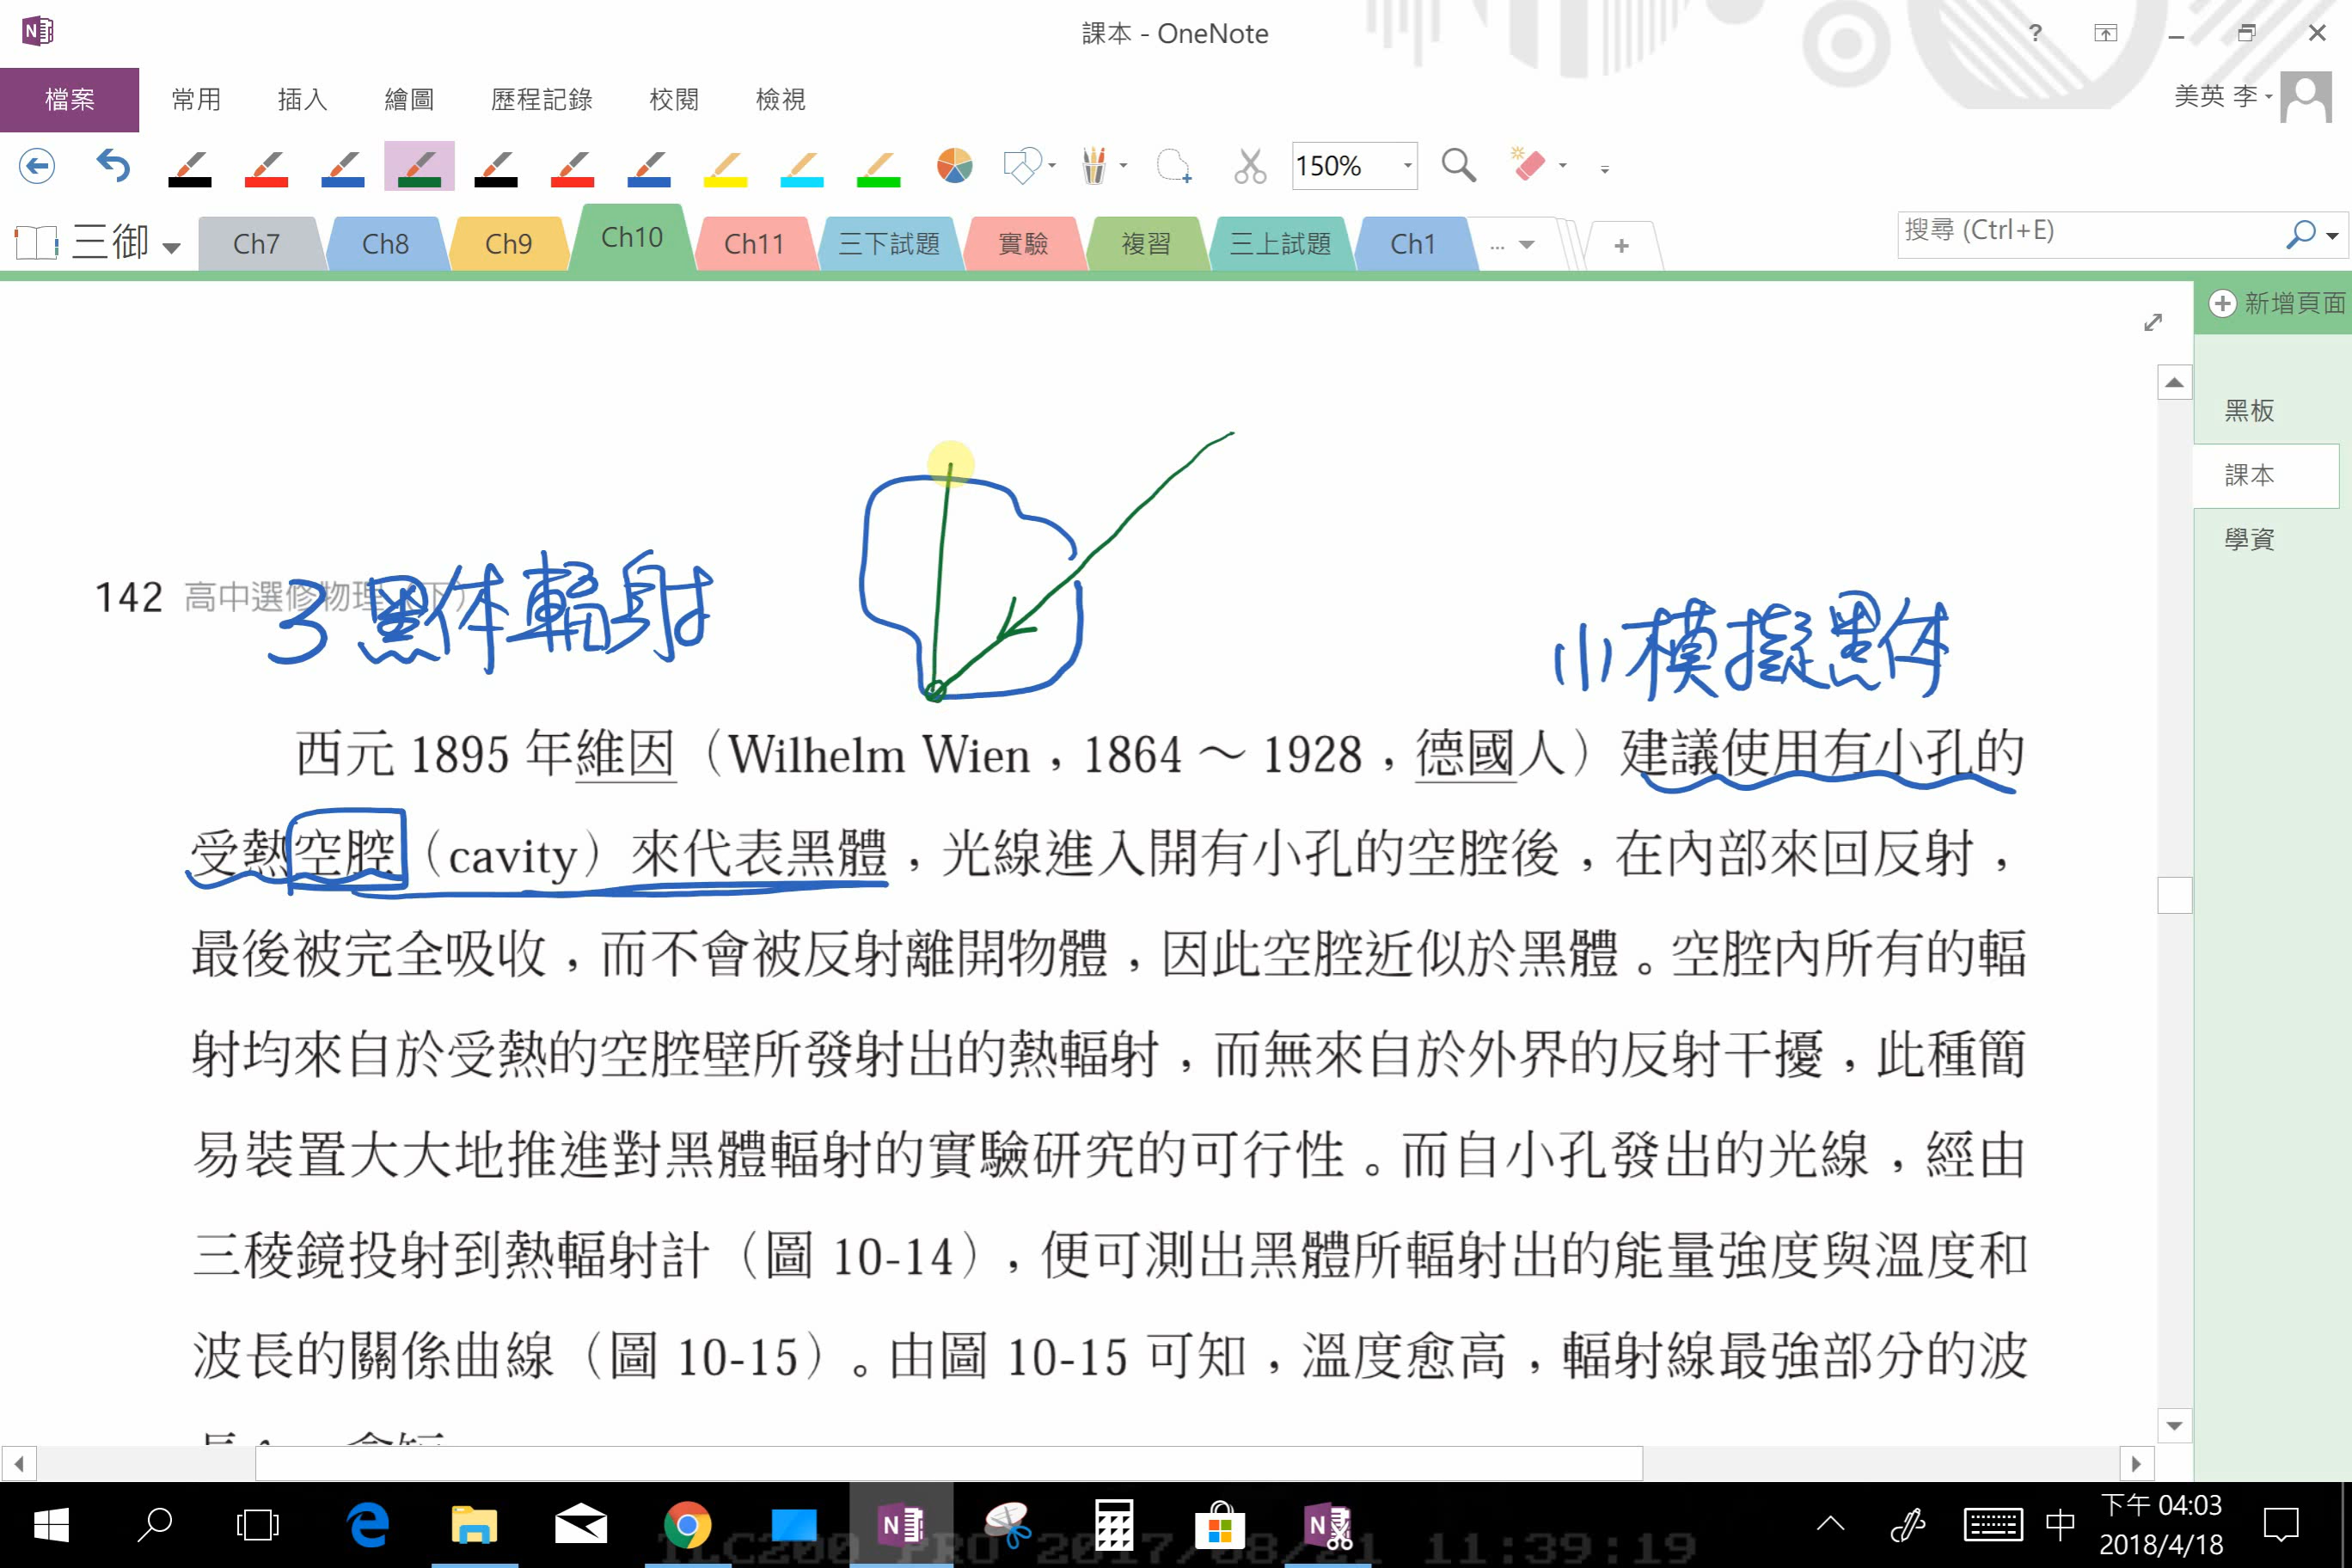 課本 - OneNote
?
檔案 常用 插入 繪圖 歷程記錄 校閱 檢視
美英 李
150%
三御 Ch7 Ch8 Ch9 Ch10 Ch11 三下試題 實驗 複習 三上試題 Ch1 ... +
搜尋 (Ctrl+E)
新增頁面
黑板
課本
學資
142 高中選修物理(下)
3 黑体輻射
(1) 模擬黑体
西元 1895 年維因(Wilhelm Wien,1864～1928,德國人)建議使用有小孔的
受熱空腔(cavity)來代表黑體,光線進入開有小孔的空腔後,在內部來回反射,
最後被完全吸收,而不會被反射離開物體,因此空腔近似於黑體。空腔內所有的輻
射均來自於受熱的空腔壁所發射出的熱輻射,而無來自於外界的反射干擾,此種簡
易裝置大大地推進對黑體輻射的實驗研究的可行性。而自小孔發出的光線,經由
三稜鏡投射到熱輻射計(圖 10-14),便可測出黑體所輻射出的能量強度與溫度和
波長的關係曲線(圖 10-15)。由圖 10-15 可知,溫度愈高,輻射線最強部分的波
中
下午 04:03
2018/4/18
ILC200 PRO 2017/08/21 11:39:19